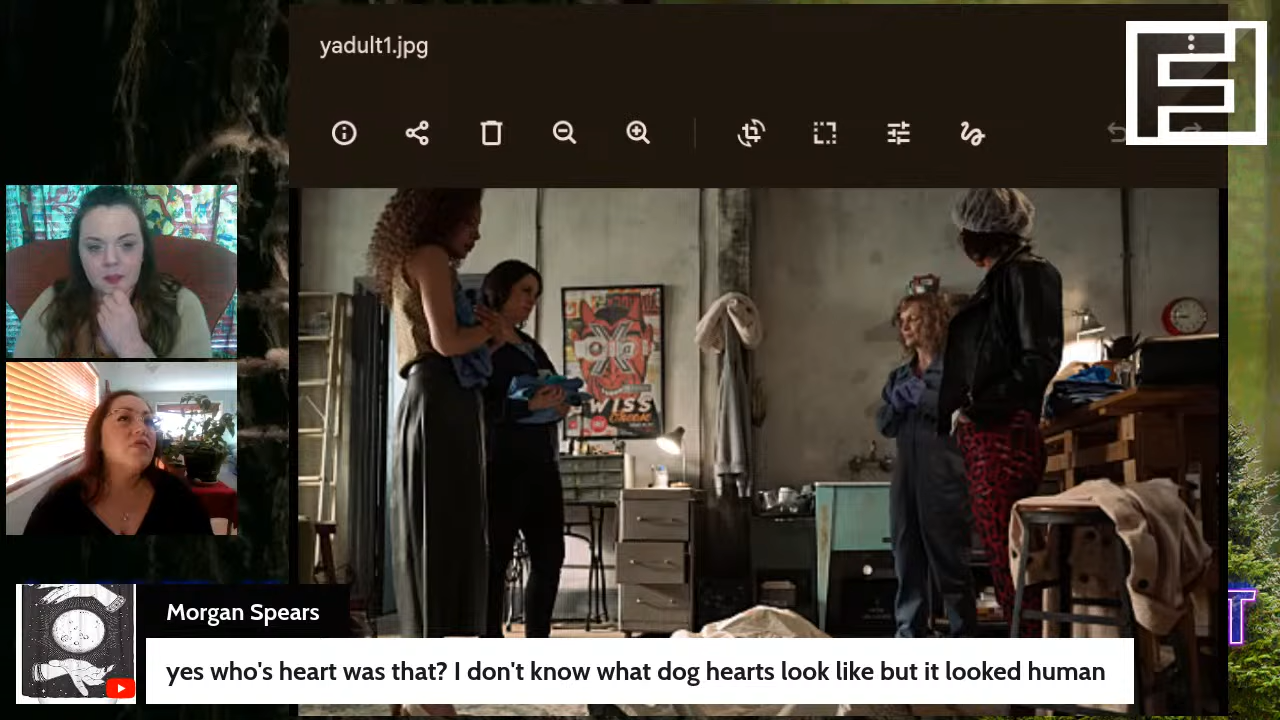 yadult1.jpg
WISS
Morgan Spears
yes who's heart was that? I don't know what dog hearts look like but it looked human
T